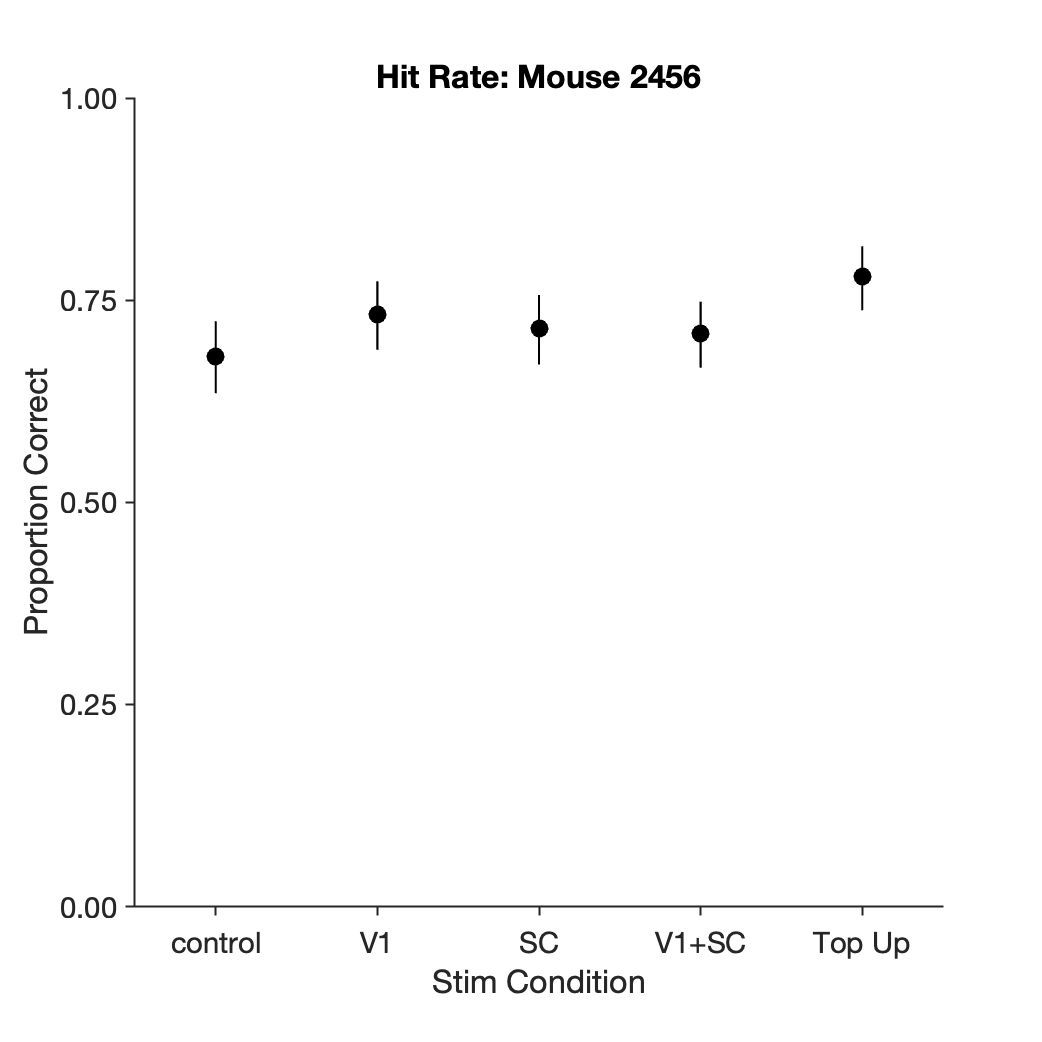 Hit Rate: Mouse 2456
1.00
0.75
0.50
0.25
0.00
Proportion Correct
control V1 SC V1+SC Top Up
Stim Condition